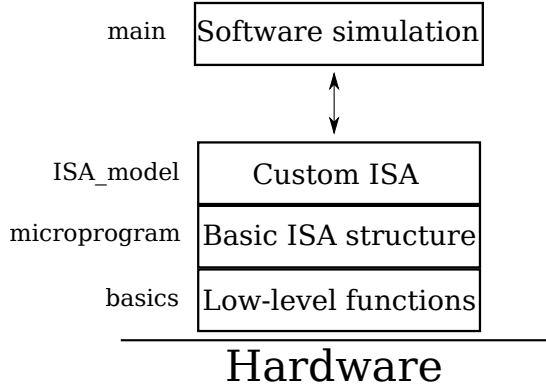 main Software simulation
ISA_model Custom ISA
microprogram Basic ISA structure
basics Low-level functions
Hardware